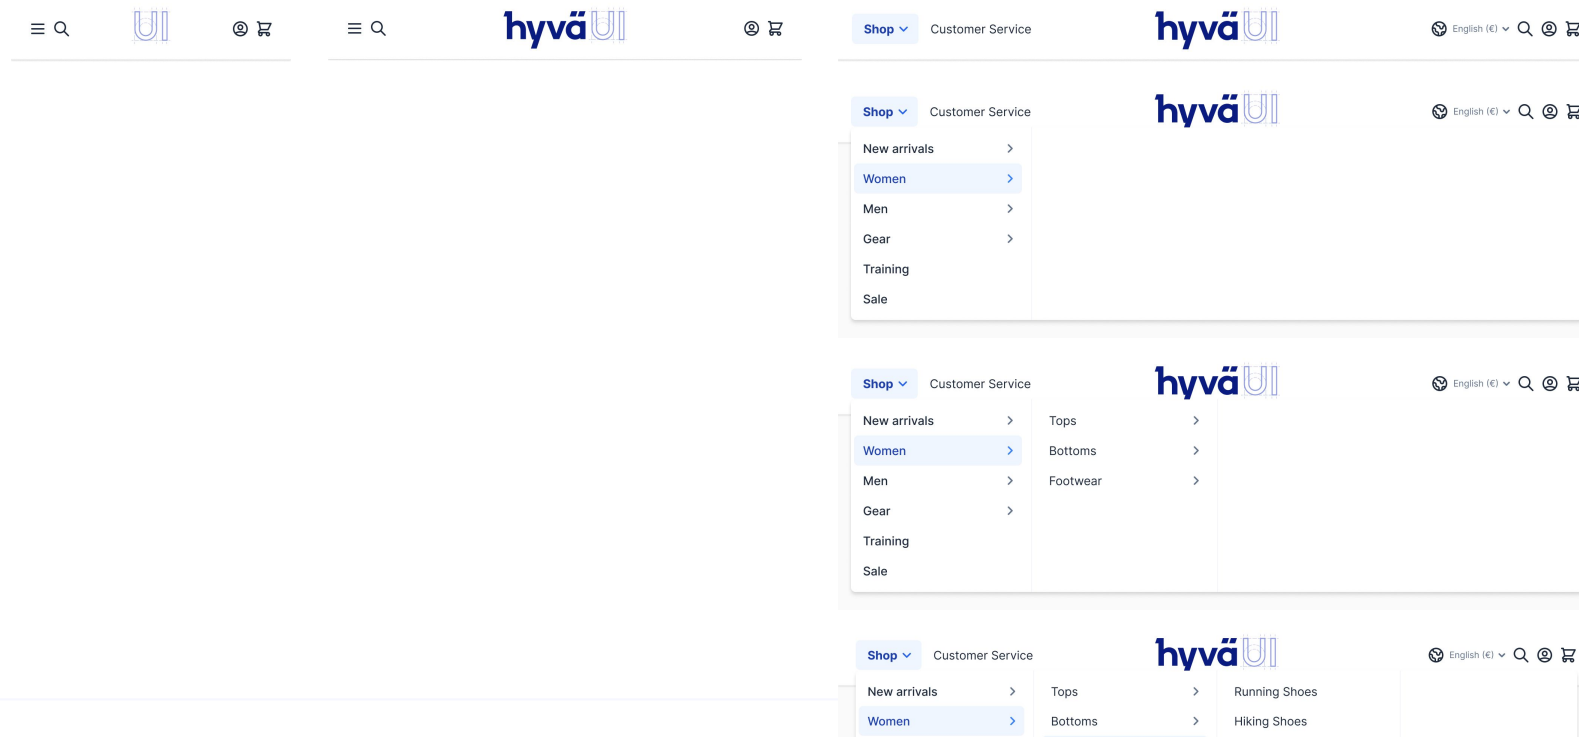 UI
hyvä UI
Shop Customer Service hyvä UI English (€)
Shop Customer Service hyvä UI English (€)
New arrivals
Women
Men
Gear
Training
Sale
Shop Customer Service hyvä UI English (€)
New arrivals Tops
Women Bottoms
Men Footwear
Gear
Training
Sale
Shop Customer Service hyvä UI English (€)
New arrivals Tops Running Shoes
Women Bottoms Hiking Shoes